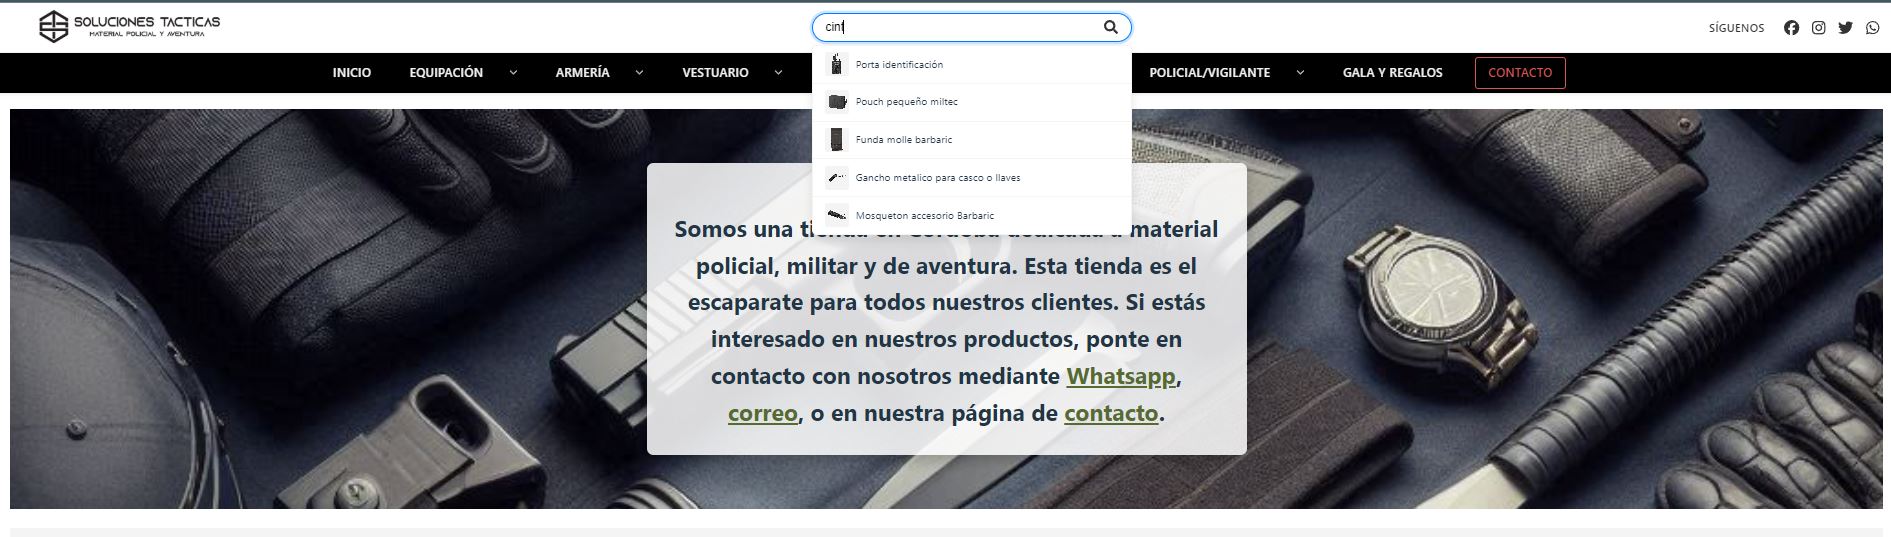 SOLUCIONES TACTICAS
MATERIAL POLICIAL Y AVENTURA
cint
SÍGUENOS
INICIO EQUIPACIÓN ARMERÍA VESTUARIO POLICIAL/VIGILANTE GALA Y REGALOS CONTACTO
Porta identificación
Pouch pequeño miltec
Funda molle barbaric
Gancho metalico para casco o llaves
Mosqueton accesorio Barbaric
Somos una tienda en Córdoba dedicada a material
policial, militar y de aventura. Esta tienda es el
escaparate para todos nuestros clientes. Si estás
interesado en nuestros productos, ponte en
contacto con nosotros mediante Whatsapp,
correo, o en nuestra página de contacto.